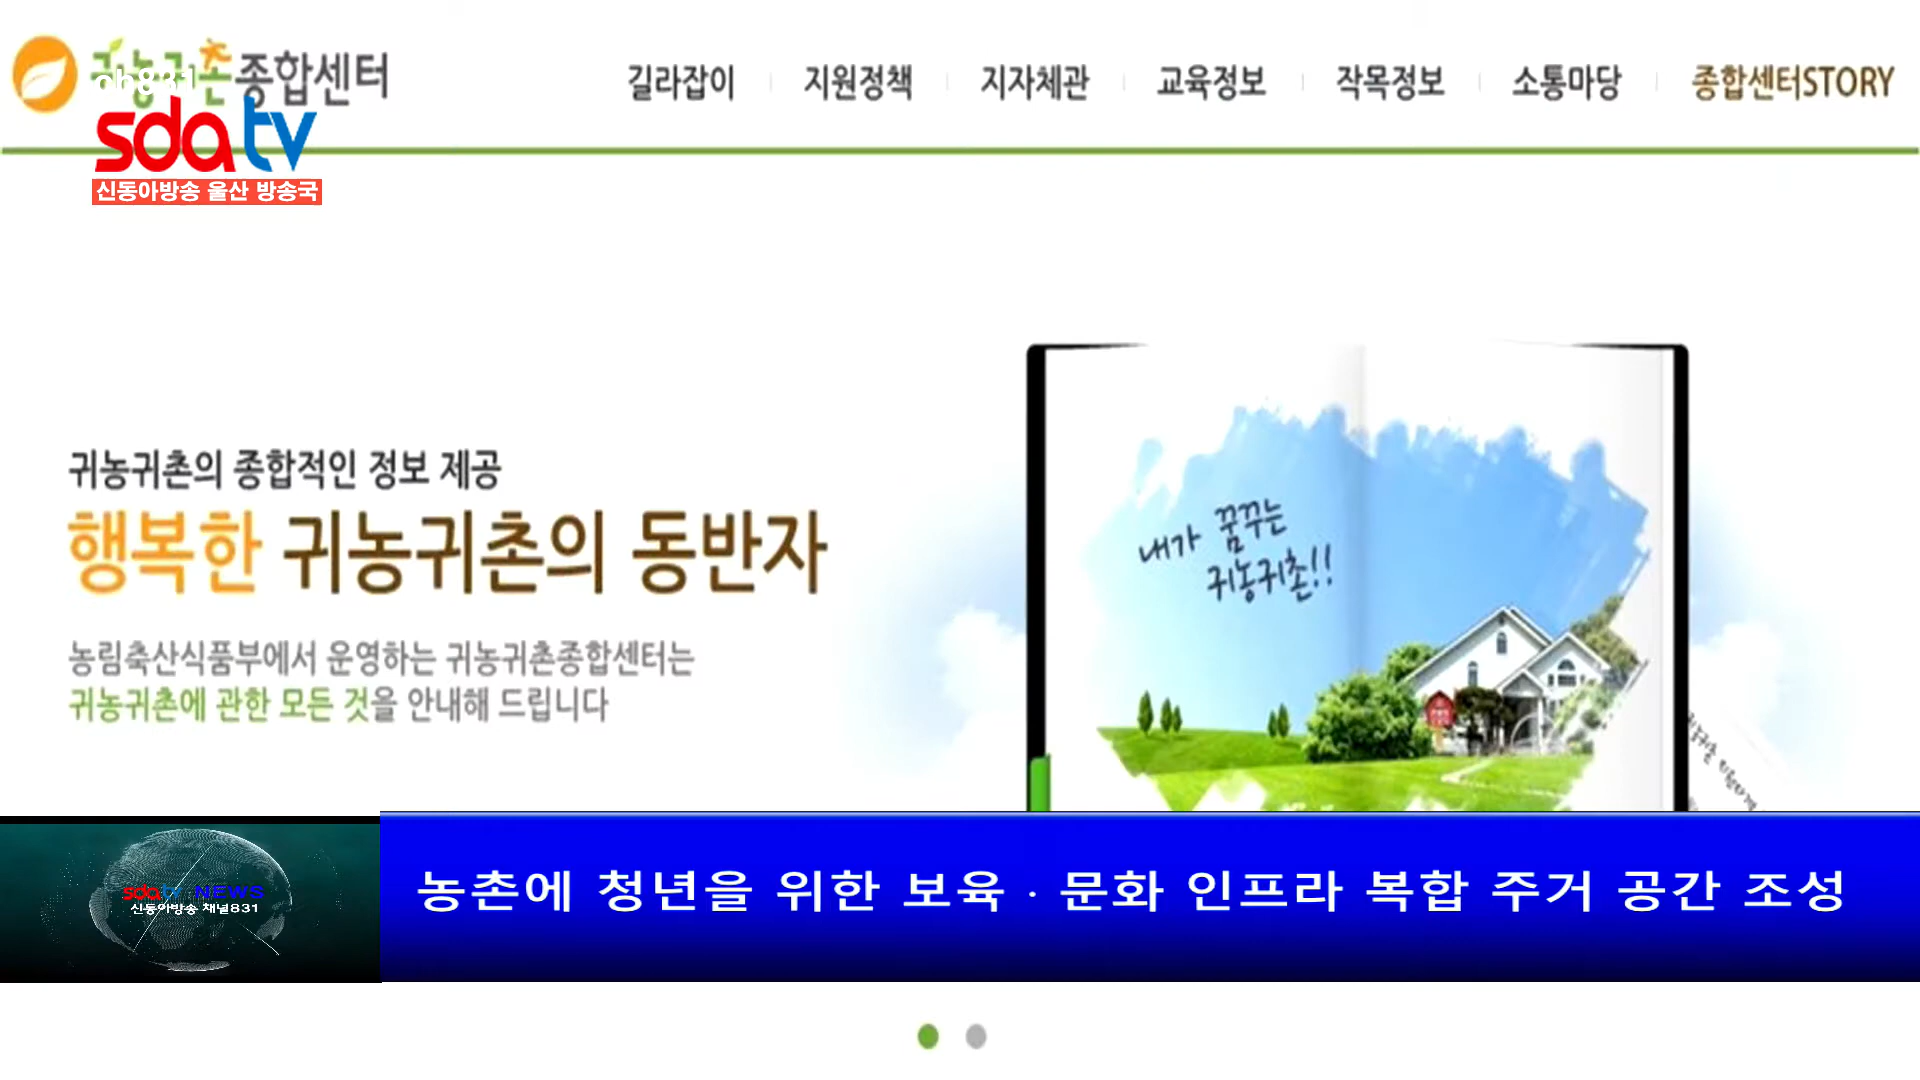 귀농귀촌종합센터
길라잡이
지원정책
지자체관
교육정보
작목정보
소통마당
종합센터STORY
ch831
sda tv
신동아방송 울산 방송국
귀농귀촌의 종합적인 정보 제공
행복한 귀농귀촌의 동반자
농림축산식품부에서 운영하는 귀농귀촌종합센터는
귀농귀촌에 관한 모든 것을 안내해 드립니다
내가 꿈꾸는
귀농귀촌!!
sdatv NEWS
신동아방송 채널831
농촌에 청년을 위한 보육 · 문화 인프라 복합 주거 공간 조성